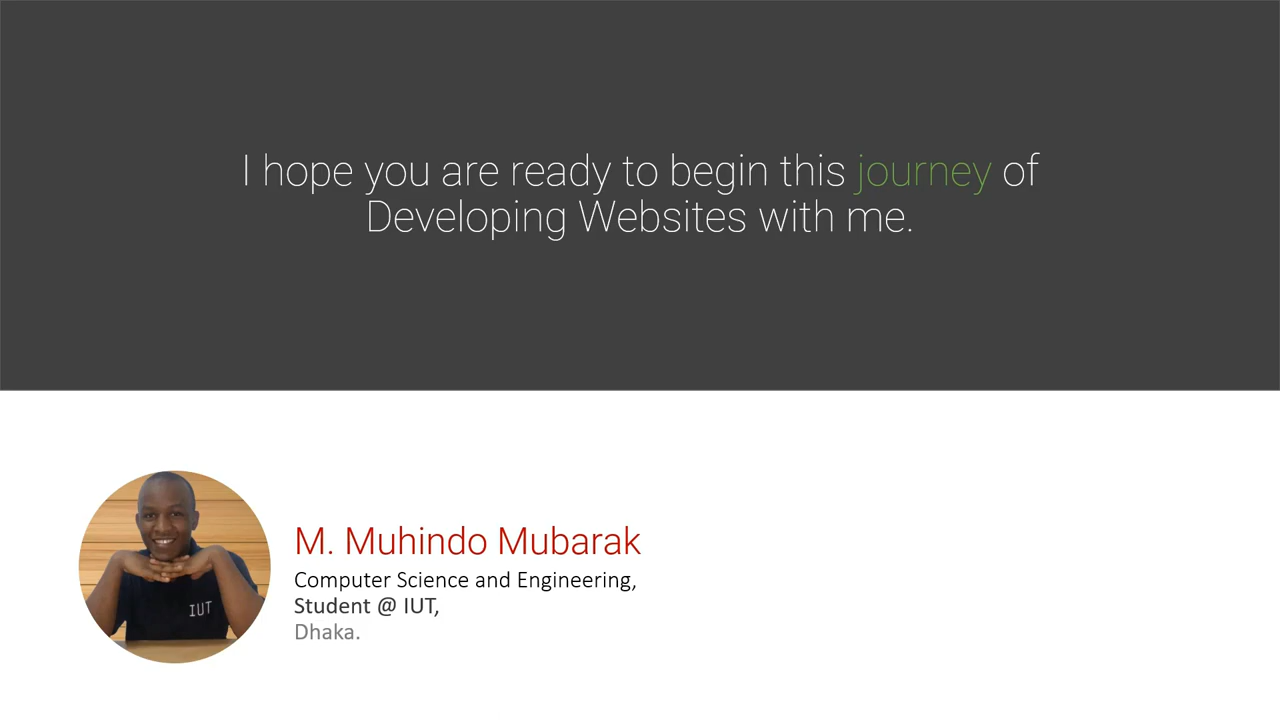 I hope you are ready to begin this journey of
Developing Websites with me.
IUT
M. Muhindo Mubarak
Computer Science and Engineering,
Student @ IUT,
Dhaka.